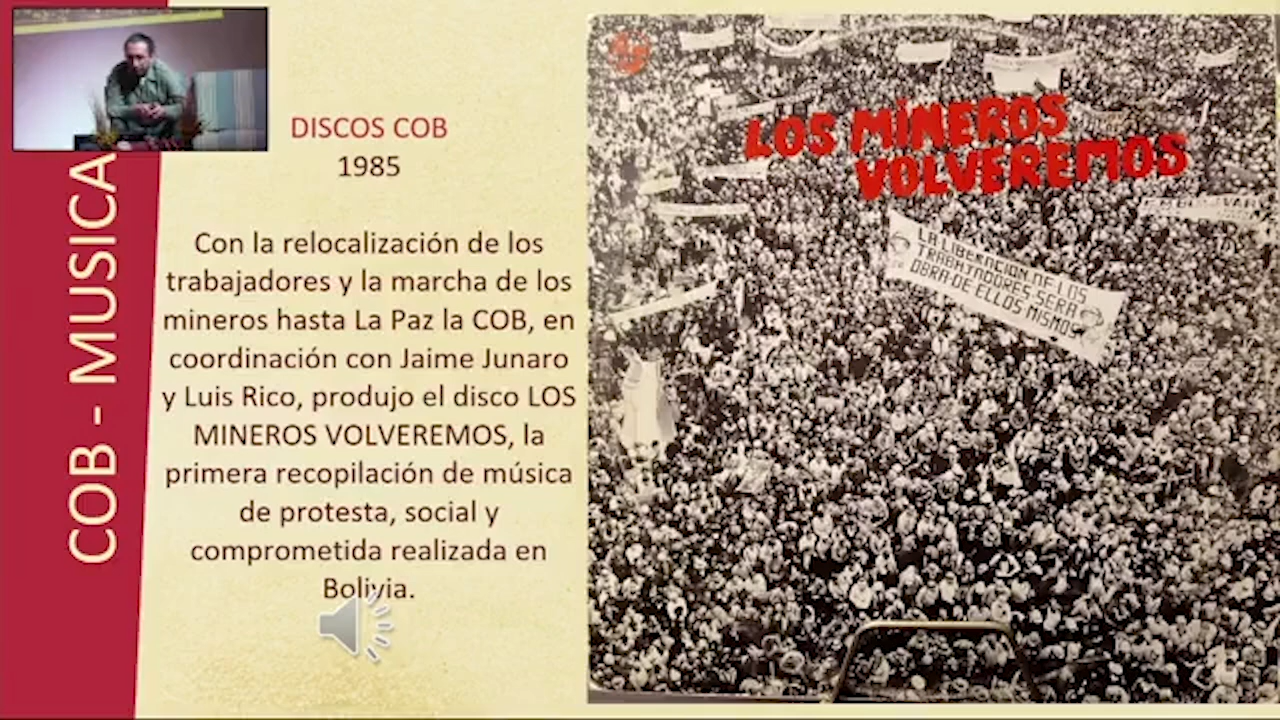 COB - MUSICA
DISCOS COB
1985
Con la relocalización de los
trabajadores y la marcha de los
mineros hasta La Paz la COB, en
coordinación con Jaime Junaro
y Luis Rico, produjo el disco LOS
MINEROS VOLVEREMOS, la
primera recopilación de música
de protesta, social y
comprometida realizada en
Bolivia.
LOS MINEROS
VOLVEREMOS
LA LIBERACION DE LOS
TRABAJADORES SERA
OBRA DE ELLOS MISMOS